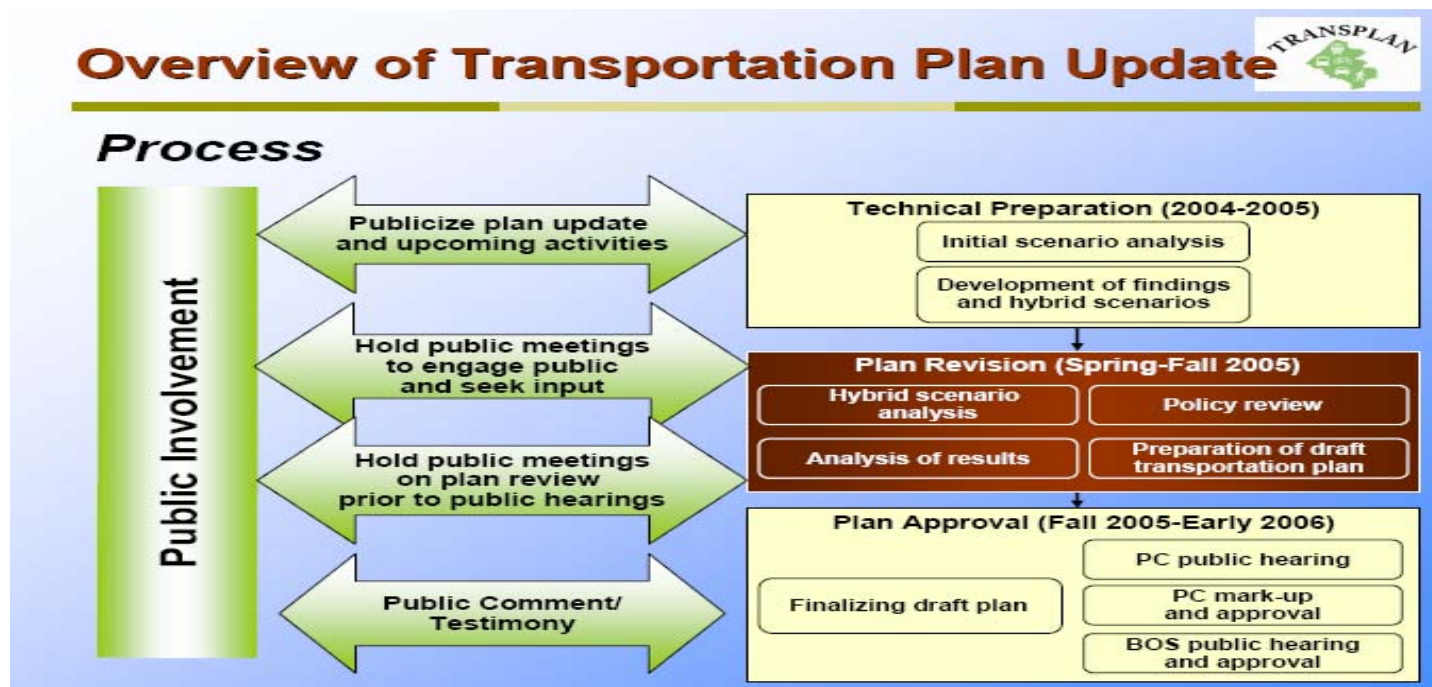 Overview of Transportation Plan Update
TRANSPLAN
Process
Public Involvement
Publicize plan update
and upcoming activities
Hold public meetings
to engage public
and seek input
Hold public meetings
on plan review
prior to public hearings
Public Comment/
Testimony
Technical Preparation (2004-2005)
Initial scenario analysis
Development of findings
and hybrid scenarios
Plan Revision (Spring-Fall 2005)
Hybrid scenario
analysis
Policy review
Analysis of results
Preparation of draft
transportation plan
Plan Approval (Fall 2005-Early 2006)
Finalizing draft plan
PC public hearing
PC mark-up
and approval
BOS public hearing
and approval